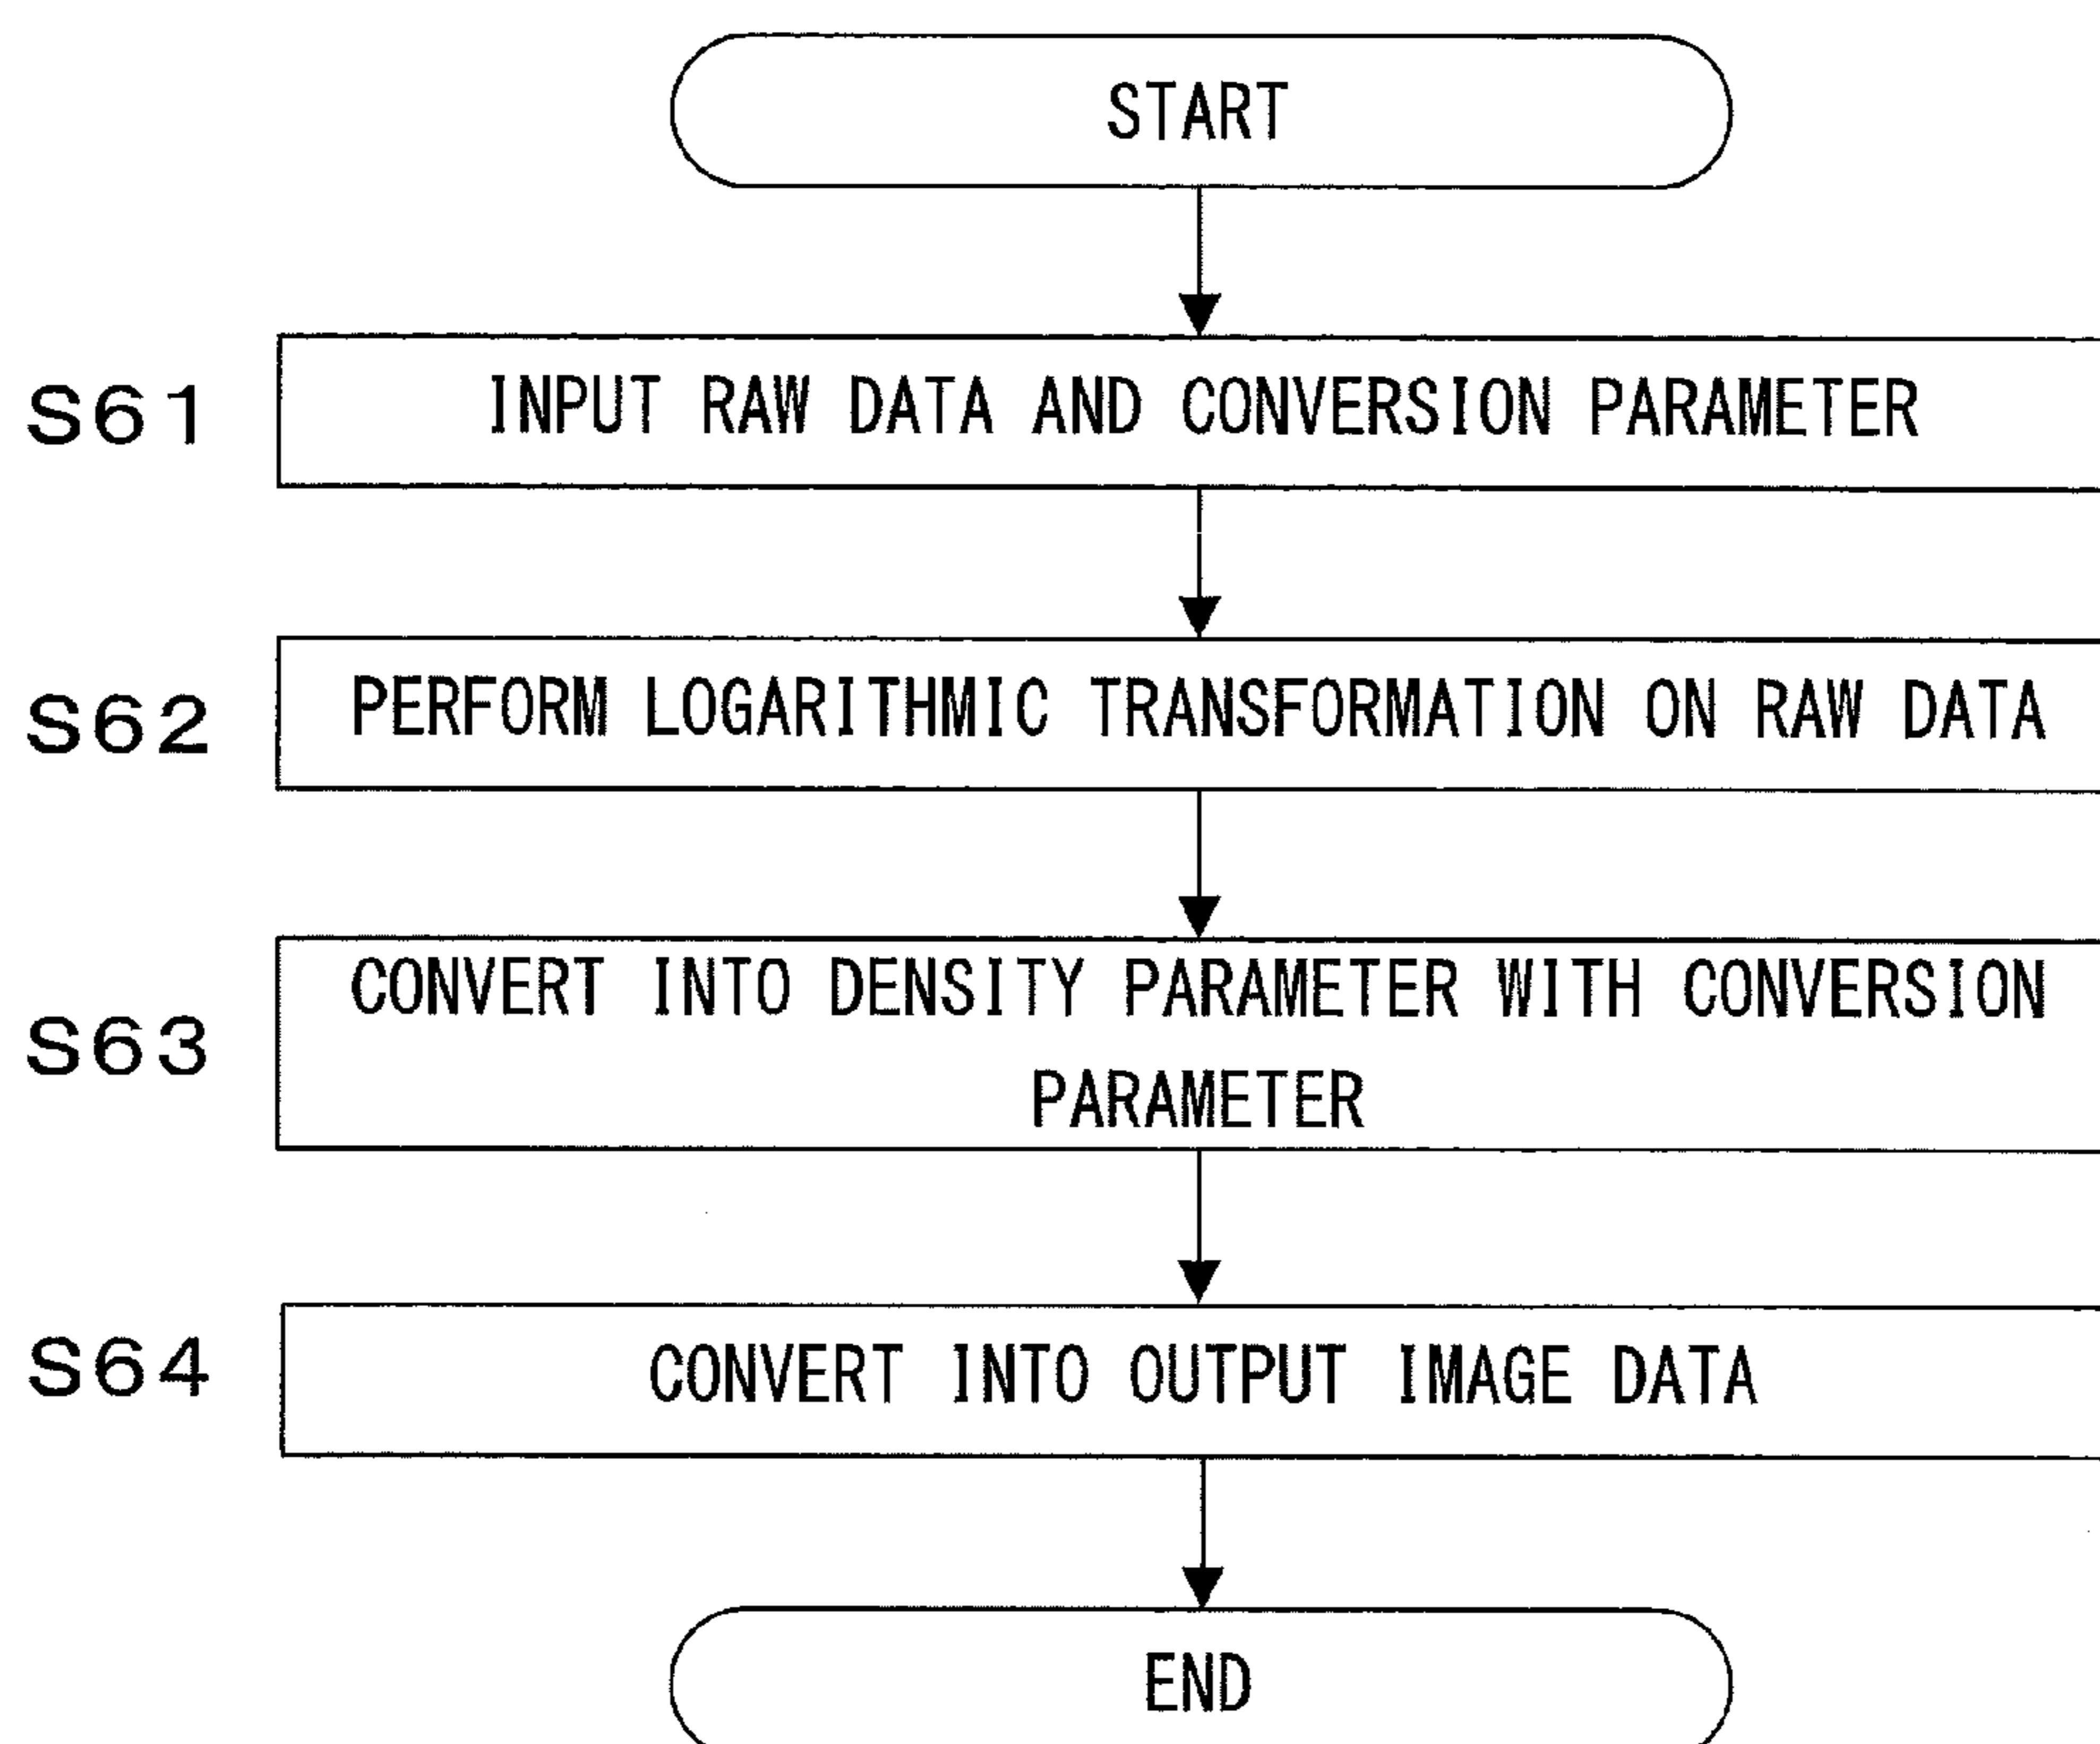 START
S61 INPUT RAW DATA AND CONVERSION PARAMETER
S62 PERFORM LOGARITHMIC TRANSFORMATION ON RAW DATA
S63 CONVERT INTO DENSITY PARAMETER WITH CONVERSION
PARAMETER
S64 CONVERT INTO OUTPUT IMAGE DATA
END